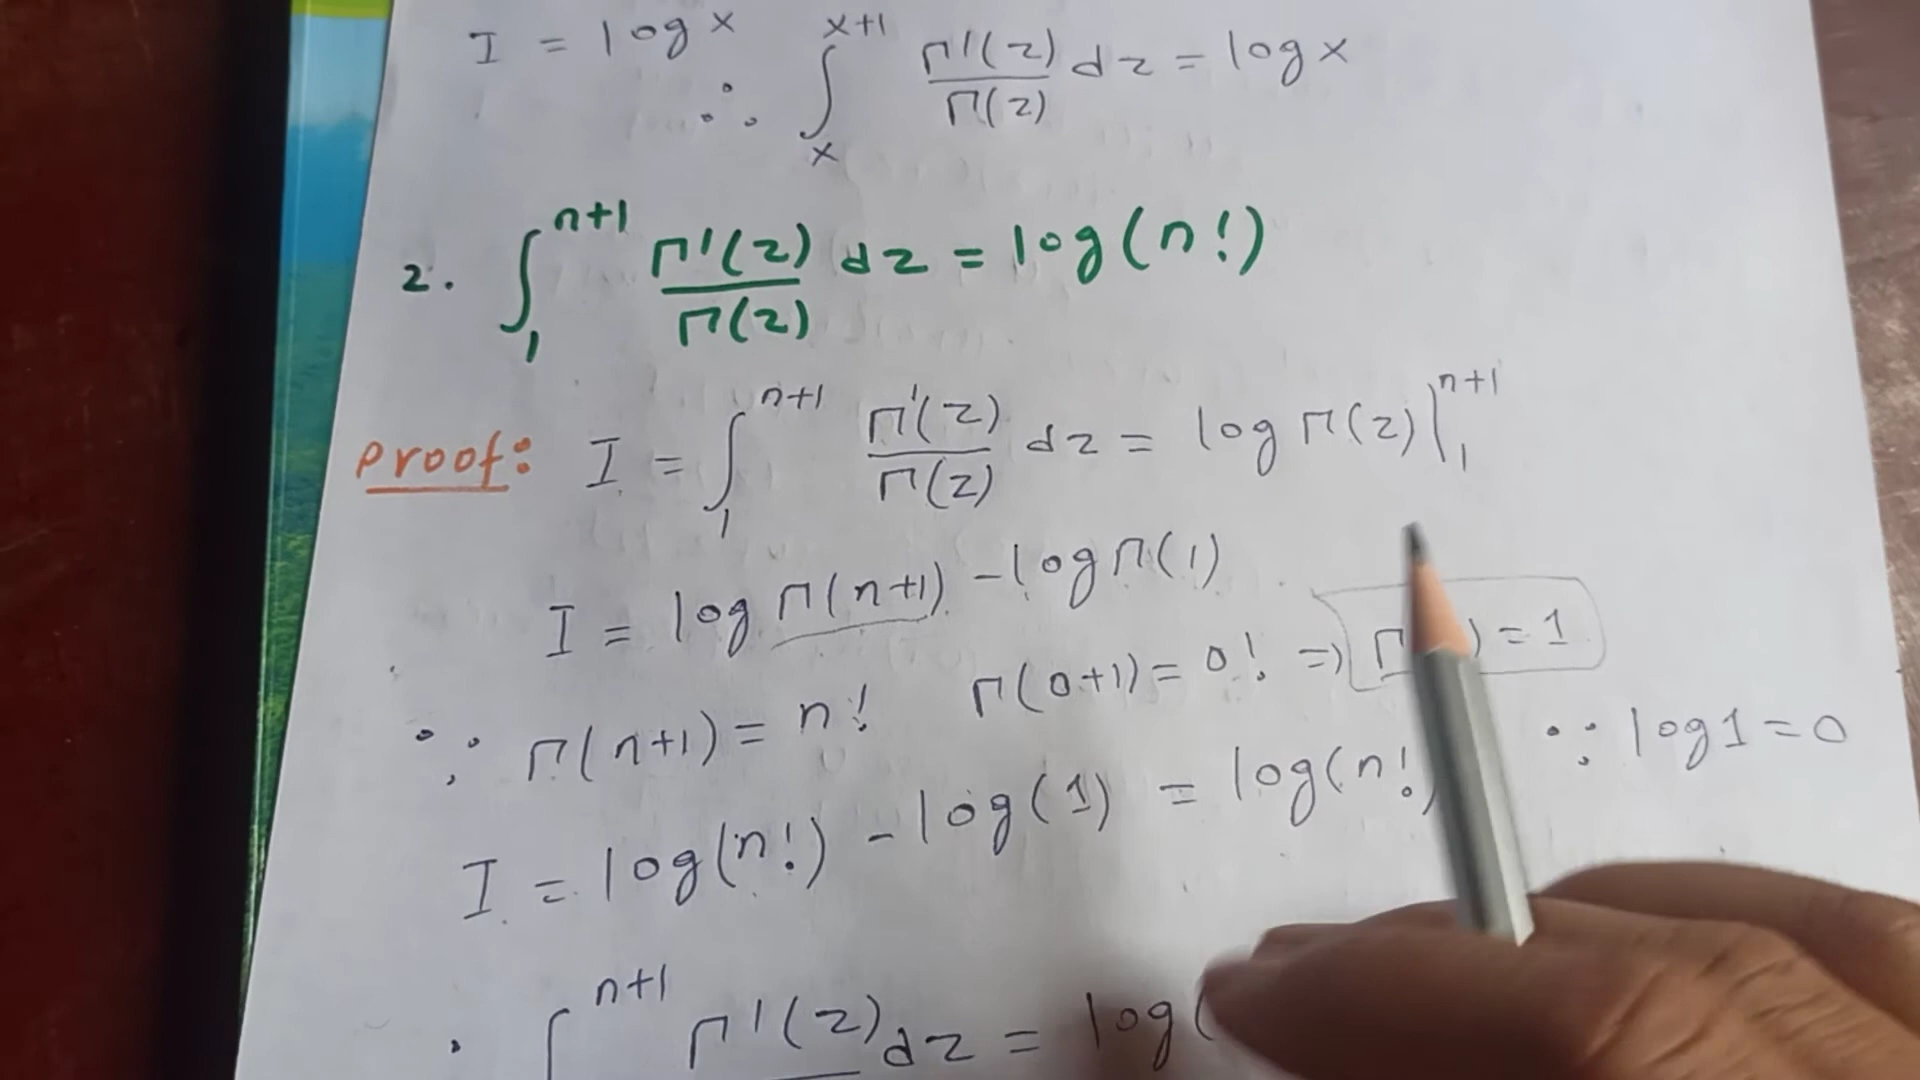 I = log x
∴ ∫_x^{x+1} Γ'(z)/Γ(z) dz = log x
2. ∫_1^{n+1} Γ'(z)/Γ(z) dz = log(n!)
Proof: I = ∫_1^{n+1} Γ'(z)/Γ(z) dz = log Γ(z)|_1^{n+1}
I = log Γ(n+1) - log Γ(1)
∵ Γ(n+1) = n! Γ(0+1) = 0! ⇒ Γ( ) = 1
I = log(n!) - log(1) = log(n! ∵ log 1 = 0
∫^{n+1} Γ'(z) dz = log(